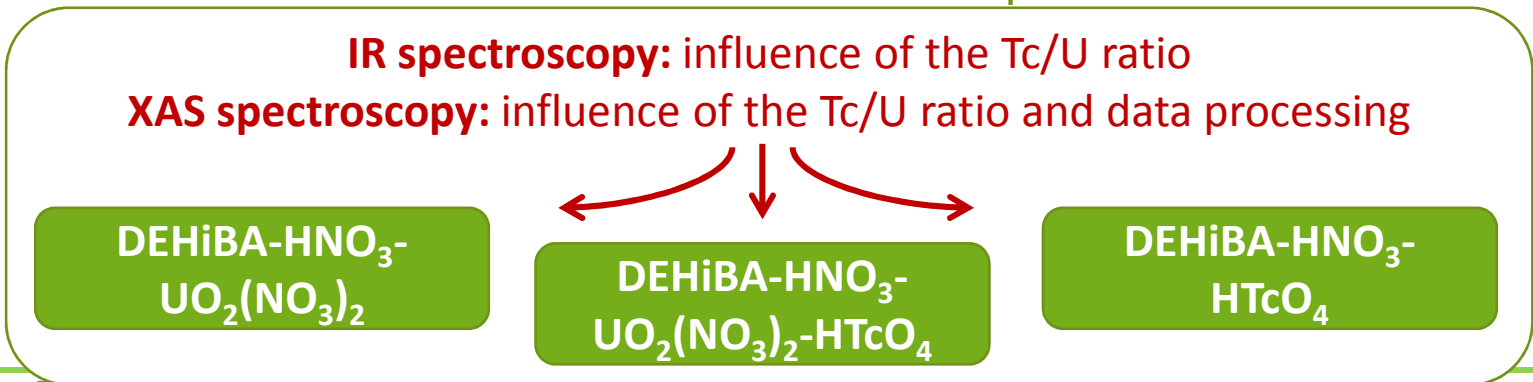 IR spectroscopy: influence of the Tc/U ratio
XAS spectroscopy: influence of the Tc/U ratio and data processing
DEHiBA-HNO₃-
UO₂(NO₃)₂
DEHiBA-HNO₃-
UO₂(NO₃)₂-HTcO₄
DEHiBA-HNO₃-
HTcO₄